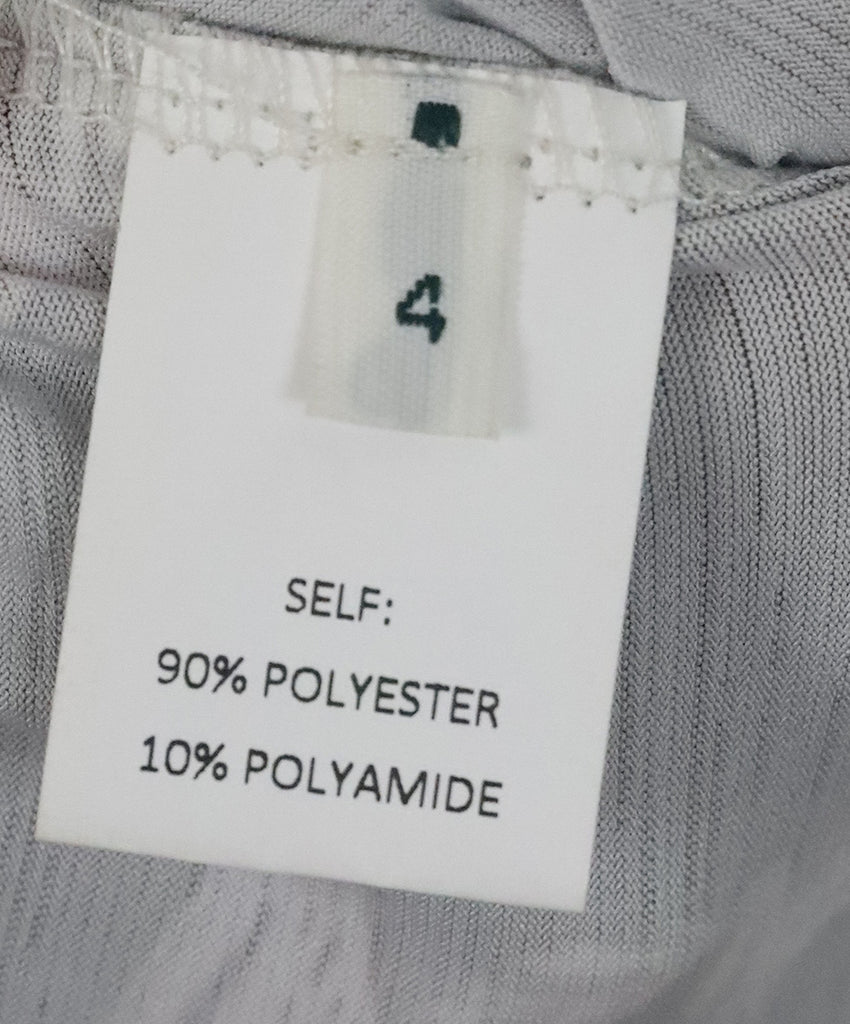 4
SELF:
90% POLYESTER
10% POLYAMIDE